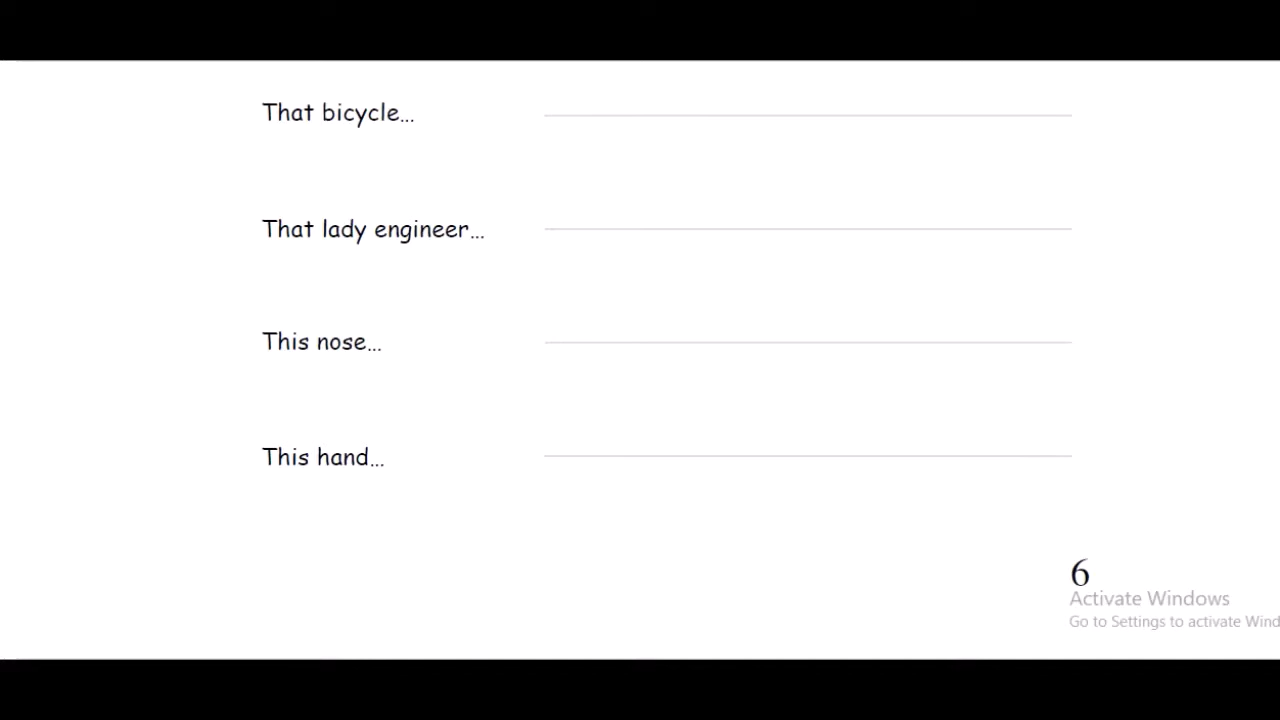 That bicycle...
That lady engineer...
This nose...
This hand...
6
Activate Windows
Go to Settings to activate Wind